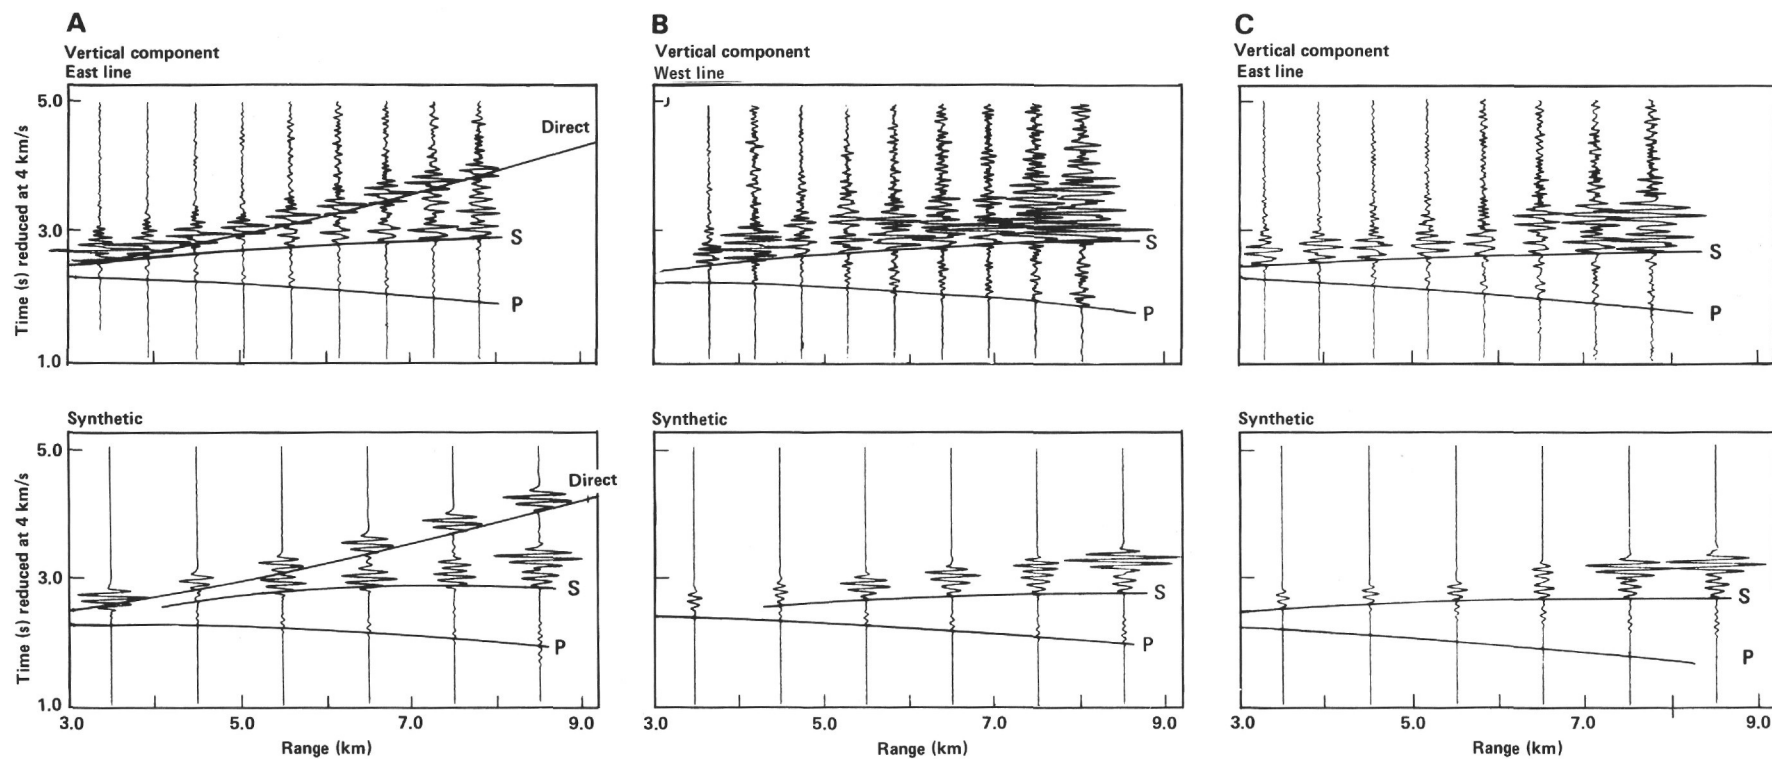 A
Vertical component
East line
5.0
3.0
1.0
Time (s) reduced at 4 km/s
Direct
S
P
B
Vertical component
West line
S
P
C
Vertical component
East line
S
P
Synthetic
5.0
3.0
1.0
Time (s) reduced at 4 km/s
Direct
S
P
3.0 5.0 7.0 9.0
Range (km)
Synthetic
S
P
3.0 5.0 7.0 9.0
Range (km)
Synthetic
S
P
3.0 5.0 7.0 9.0
Range (km)